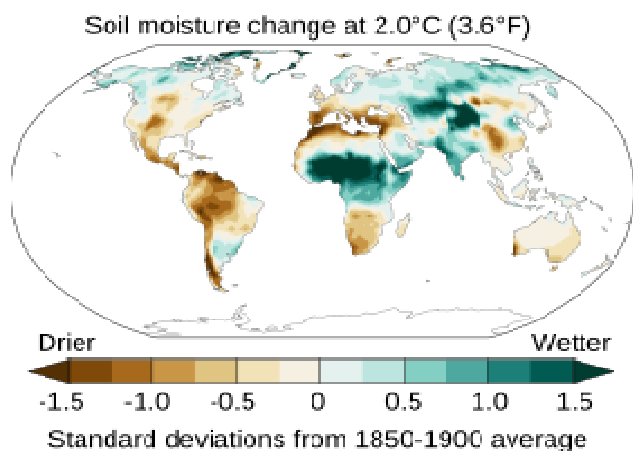 Soil moisture change at 2.0°C (3.6°F)
Drier Wetter
-1.5 -1.0 -0.5 0 0.5 1.0 1.5
Standard deviations from 1850-1900 average